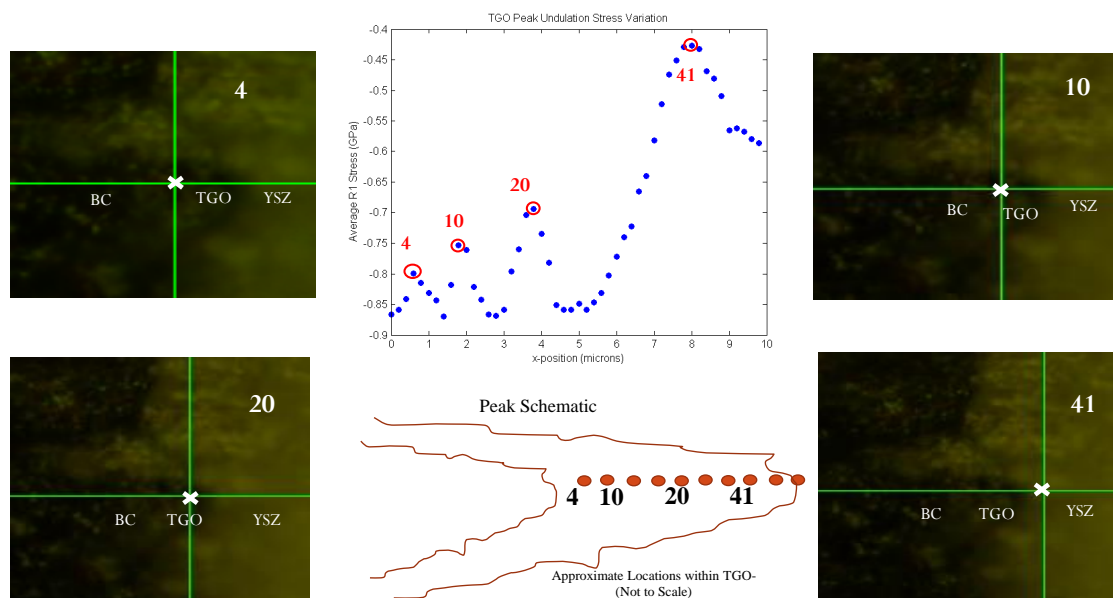 4
BC
TGO
YSZ
TGO Peak Undulation Stress Variation
Average R1 Stress (GPa)
-0.4
-0.45
-0.5
-0.55
-0.6
-0.65
-0.7
-0.75
-0.8
-0.85
-0.9
0 1 2 3 4 5 6 7 8 9 10
x-position (microns)
4
10
20
41
10
BC
TGO
YSZ
20
BC
TGO
YSZ
Peak Schematic
4 10 20 41
Approximate Locations within TGO-
(Not to Scale)
41
BC
TGO
YSZ